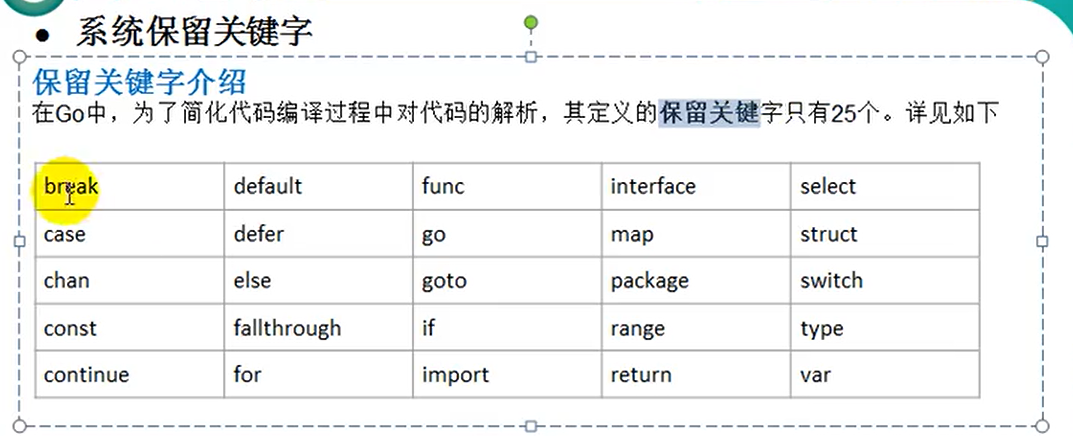 ● 系统保留关键字
保留关键字介绍
在Go中，为了简化代码编译过程中对代码的解析，其定义的保留关键字只有25个。详见如下
break default func interface select
case defer go map struct
chan else goto package switch
const fallthrough if range type
continue for import return var